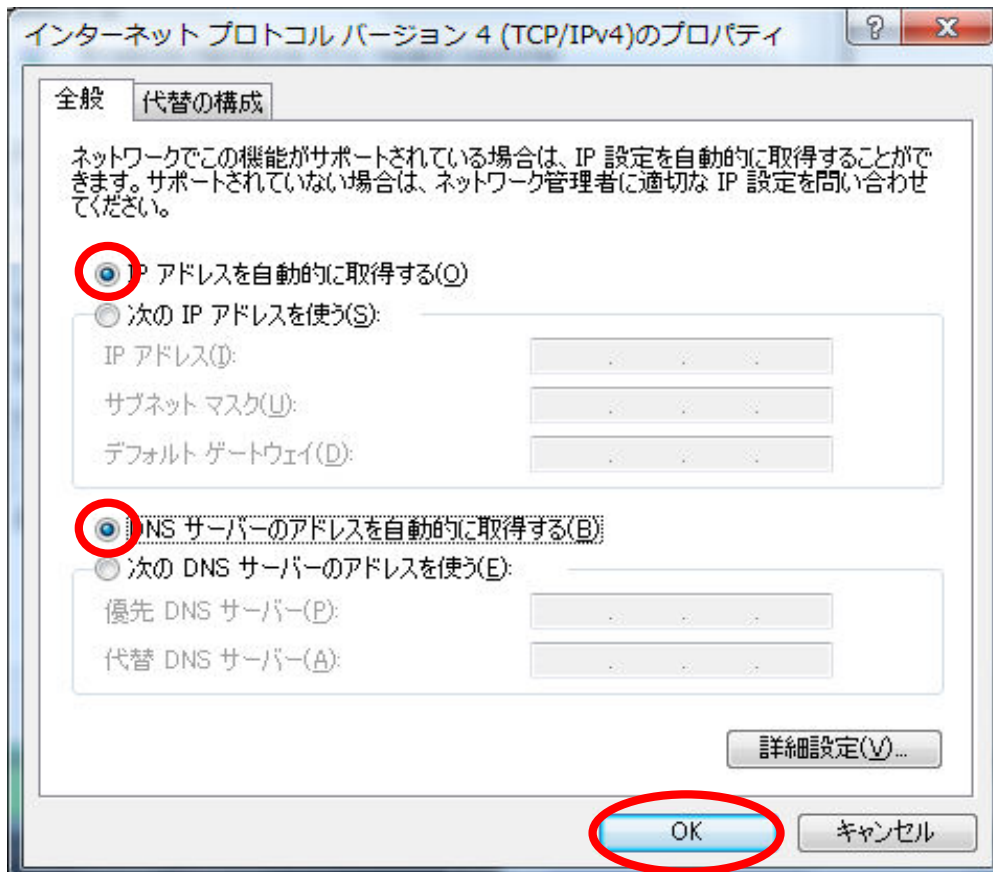 インターネット プロトコル バージョン 4 (TCP/IPv4)のプロパティ
全般
代替の構成
ネットワークでこの機能がサポートされている場合は、IP 設定を自動的に取得することがで
きます。サポートされていない場合は、ネットワーク管理者に適切な IP 設定を問い合わせ
てください。
IP アドレスを自動的に取得する(O)
次の IP アドレスを使う(S):
IP アドレス(I):
サブネット マスク(U):
デフォルト ゲートウェイ(D):
DNS サーバーのアドレスを自動的に取得する(B)
次の DNS サーバーのアドレスを使う(E):
優先 DNS サーバー(P):
代替 DNS サーバー(A):
詳細設定(V)...
OK
キャンセル